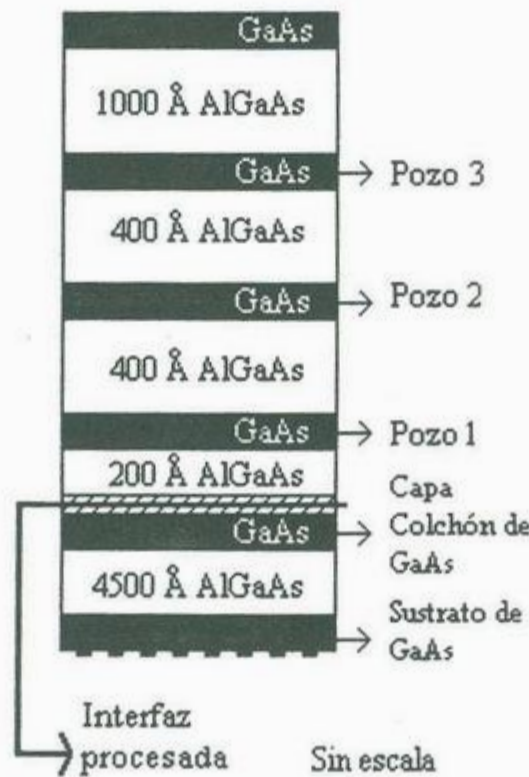 GaAs
1000 Å AlGaAs
GaAs
Pozo 3
400 Å AlGaAs
GaAs
Pozo 2
400 Å AlGaAs
GaAs
Pozo 1
200 Å AlGaAs
Capa
Colchón de
GaAs
GaAs
4500 Å AlGaAs
Sustrato de
GaAs
Interfaz
procesada
Sin escala